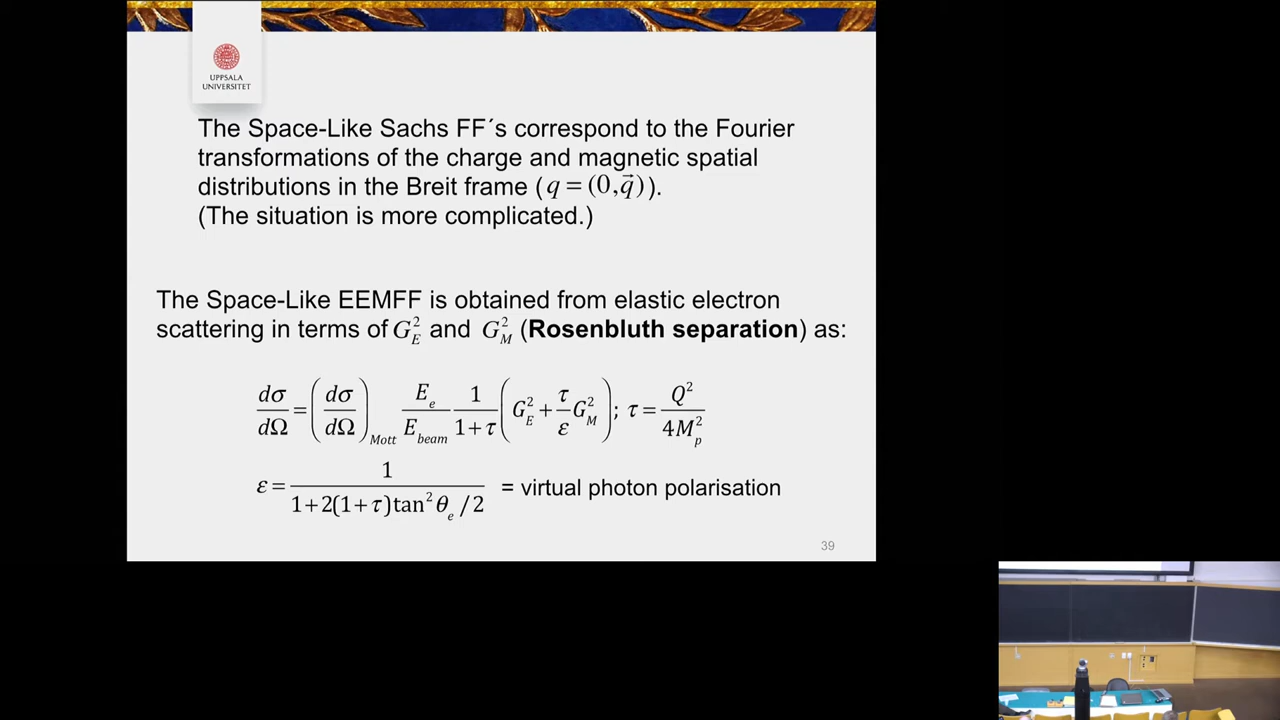 UPPSALA
UNIVERSITET
The Space-Like Sachs FF´s correspond to the Fourier
transformations of the charge and magnetic spatial
distributions in the Breit frame ( q = (0, q⃗) ).
(The situation is more complicated.)
The Space-Like EEMFF is obtained from elastic electron
scattering in terms of G_E^2 and G_M^2 (Rosenbluth separation) as:
dσ/dΩ = (dσ/dΩ)_Mott E_e/E_beam 1/(1+τ) (G_E^2 + τ/ε G_M^2); τ = Q^2/4M_p^2
ε = 1/(1+2(1+τ)tan^2 θ_e /2) = virtual photon polarisation
39